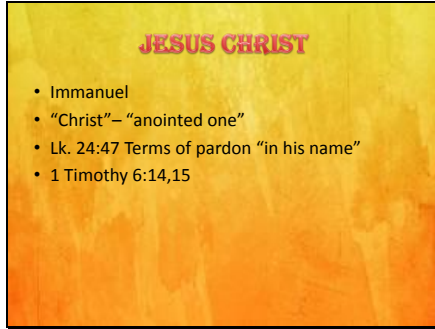 JESUS CHRIST
• Immanuel
• “Christ”– “anointed one”
• Lk. 24:47 Terms of pardon “in his name”
• 1 Timothy 6:14,15